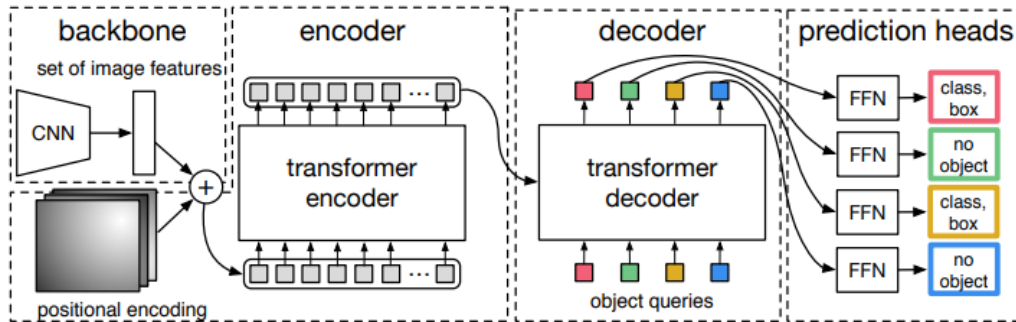 backbone
set of image features
CNN
+
positional encoding
encoder
...
transformer
encoder
...
decoder
transformer
decoder
object queries
prediction heads
FFN
class,
box
FFN
no
object
FFN
class,
box
FFN
no
object